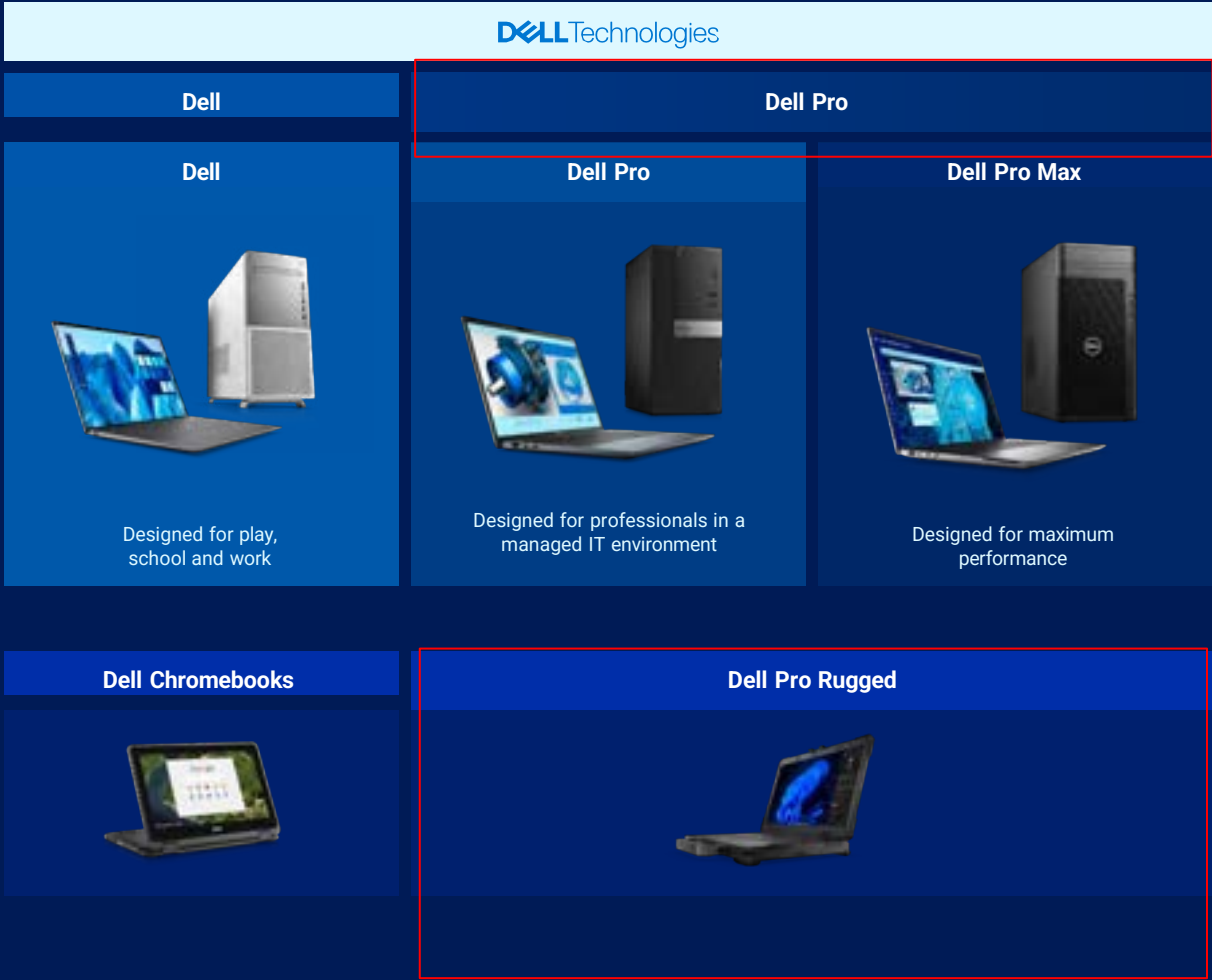 DELLTechnologies
Dell
Dell Pro
Dell
Dell Pro
Dell Pro Max
Designed for play,
school and work
Designed for professionals in a
managed IT environment
Designed for maximum
performance
Dell Chromebooks
Dell Pro Rugged